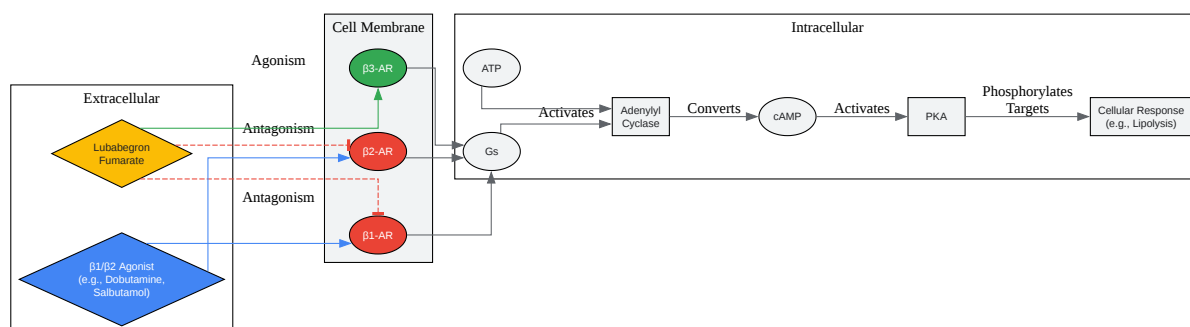 Cell Membrane
Intracellular
Agonism
β3-AR
ATP
Extracellular
Antagonism
Activates
Adenylyl
Cyclase
Converts
cAMP
Activates
PKA
Phosphorylates
Targets
Cellular Response
(e.g., Lipolysis)
Lubabegron
Fumarate
β2-AR
Gs
Antagonism
β1-AR
β1/β2 Agonist
(e.g., Dobutamine,
Salbutamol)